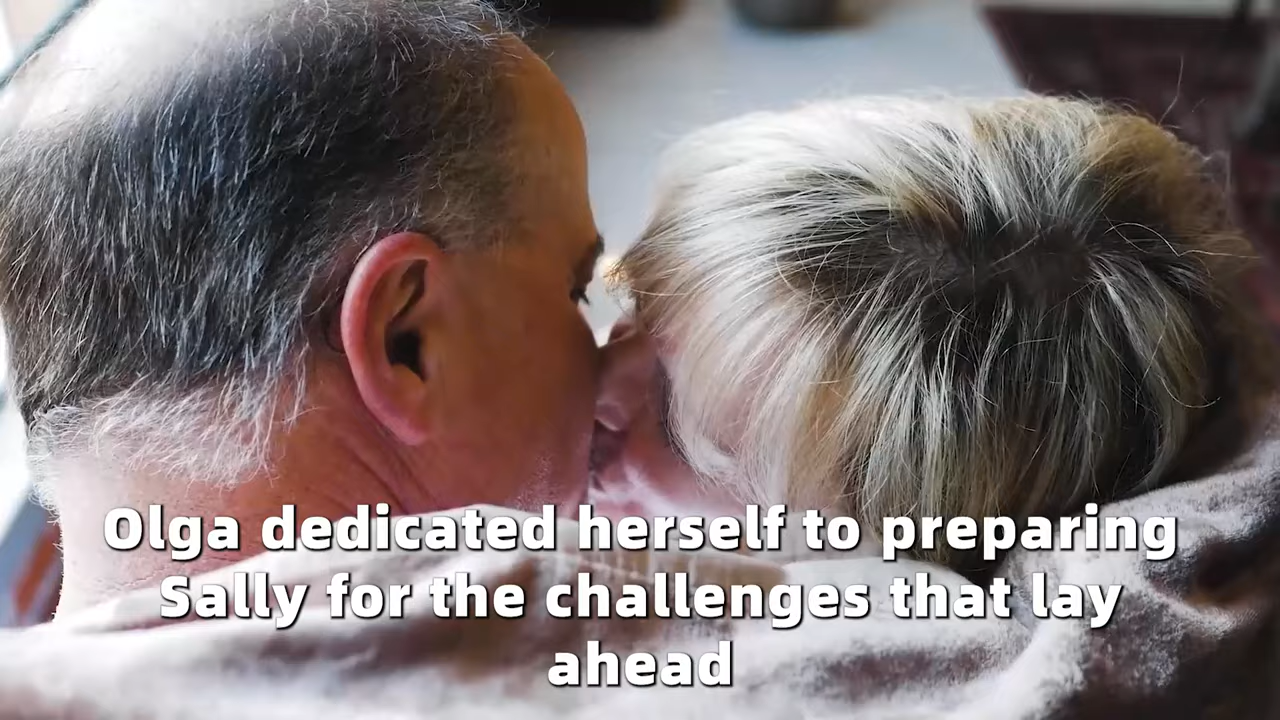 Olga dedicated herself to preparing
Sally for the challenges that lay
ahead